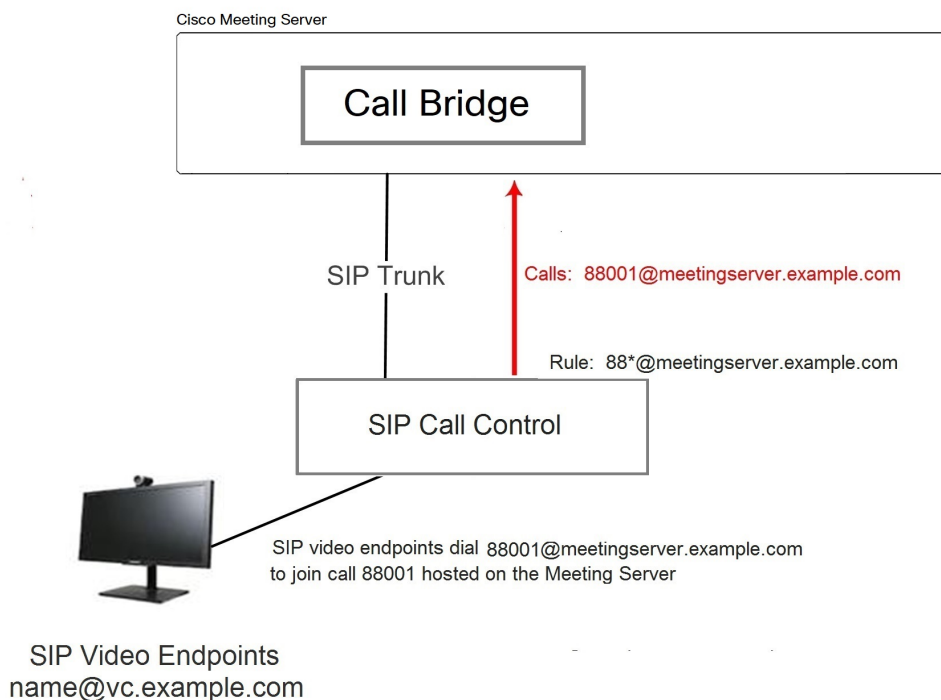 Cisco Meeting Server
Call Bridge
SIP Trunk
Calls: 88001@meetingserver.example.com
Rule: 88*@meetingserver.example.com
SIP Call Control
SIP video endpoints dial 88001@meetingserver.example.com
to join call 88001 hosted on the Meeting Server
SIP Video Endpoints
name@vc.example.com